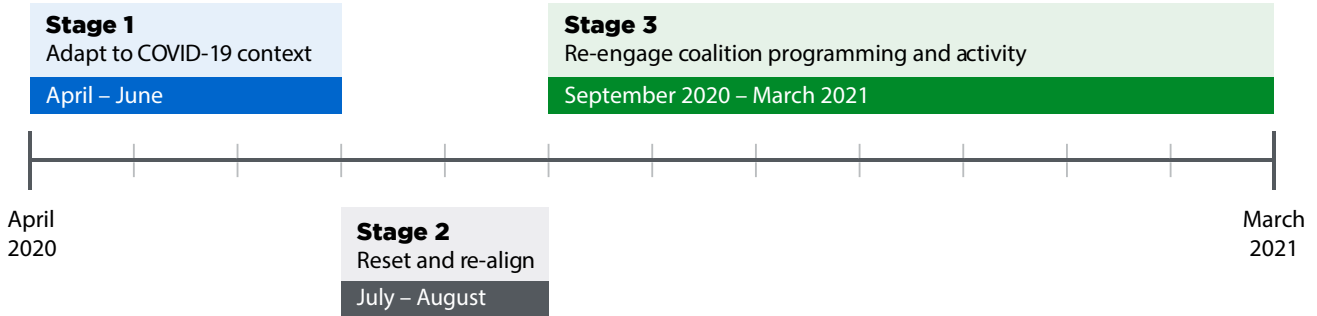 Stage 1
Adapt to COVID-19 context
April – June
Stage 3
Re-engage coalition programming and activity
September 2020 – March 2021
April
2020
Stage 2
Reset and re-align
July – August
March
2021